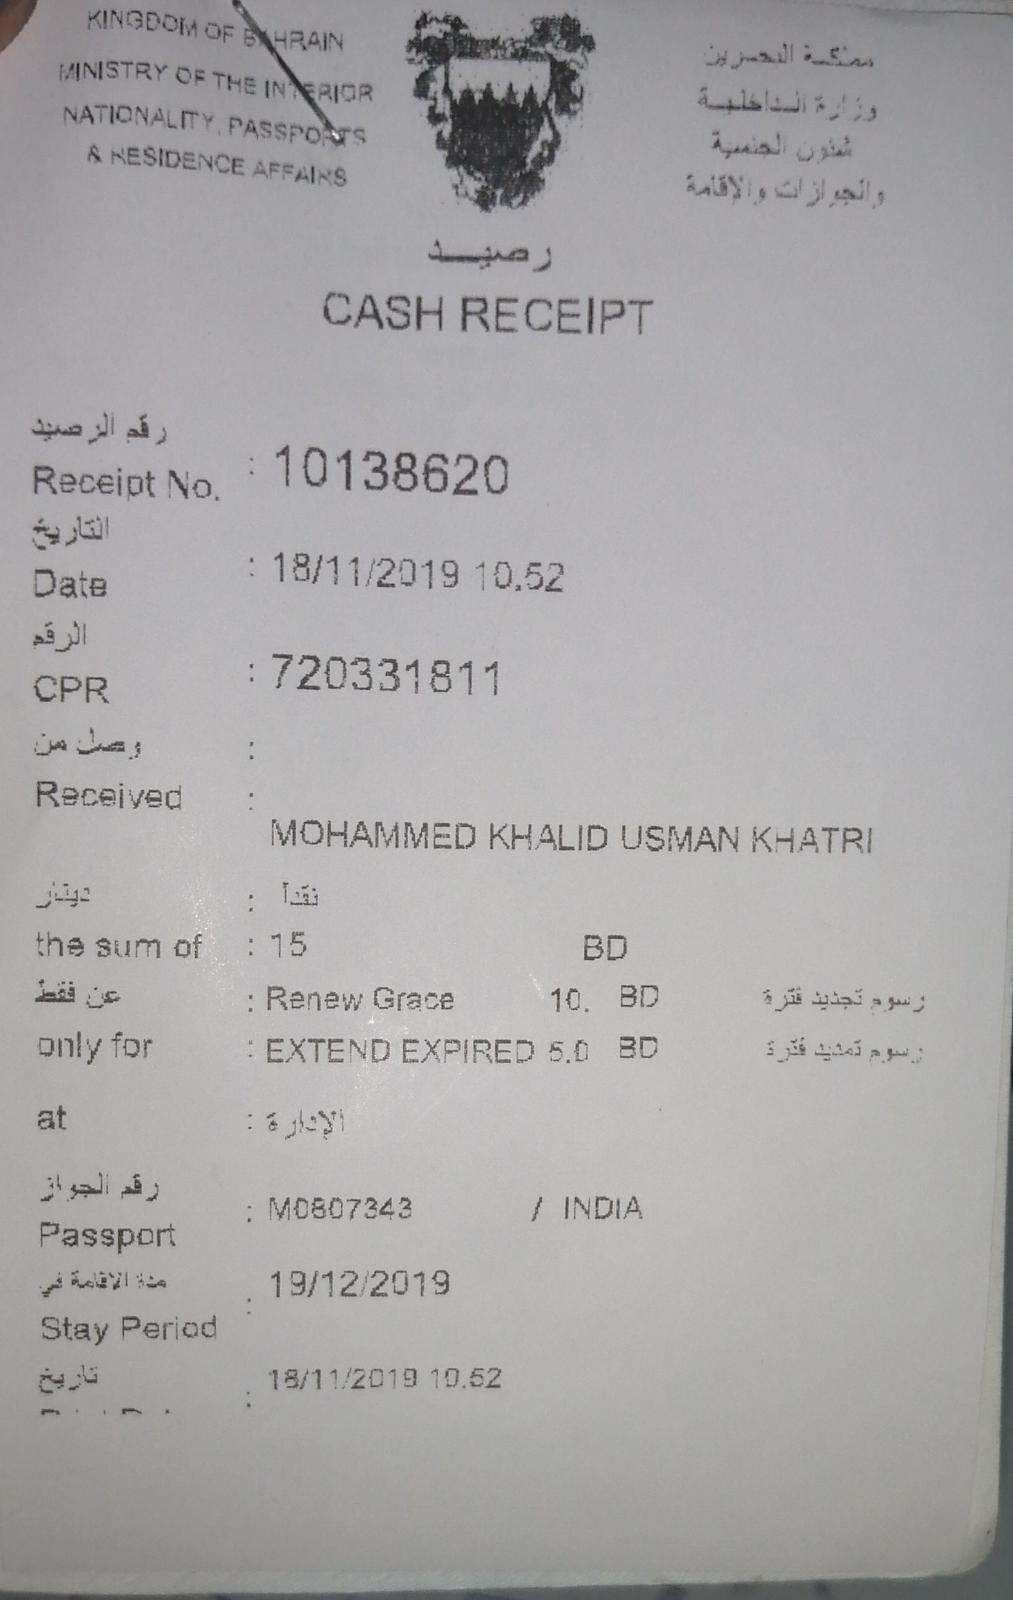 KINGDOM OF BAHRAIN
MINISTRY OF THE INTERIOR
NATIONALITY, PASSPORTS
& RESIDENCE AFFAIRS
مملكة البحرين
وزارة الداخلية
شئون الجنسية
والجوازات والإقامة
رصيد
CASH RECEIPT
رقم الرصيد
Receipt No. : 10138620
التاريخ
Date : 18/11/2019 10.52
الرقم
CPR : 720331811
وصل من :
Received :
MOHAMMED KHALID USMAN KHATRI
دينار : نقدا
the sum of : 15 BD
عن فقط : Renew Grace 10. BD رسوم تجديد فترة
only for : EXTEND EXPIRED 5.0 BD رسوم تمديد فترة
at : الإدارة
رقم الجواز
Passport : M0807343 / INDIA
مدة الاقامة في
Stay Period : 19/12/2019
تاريخ : 18/11/2019 10.52